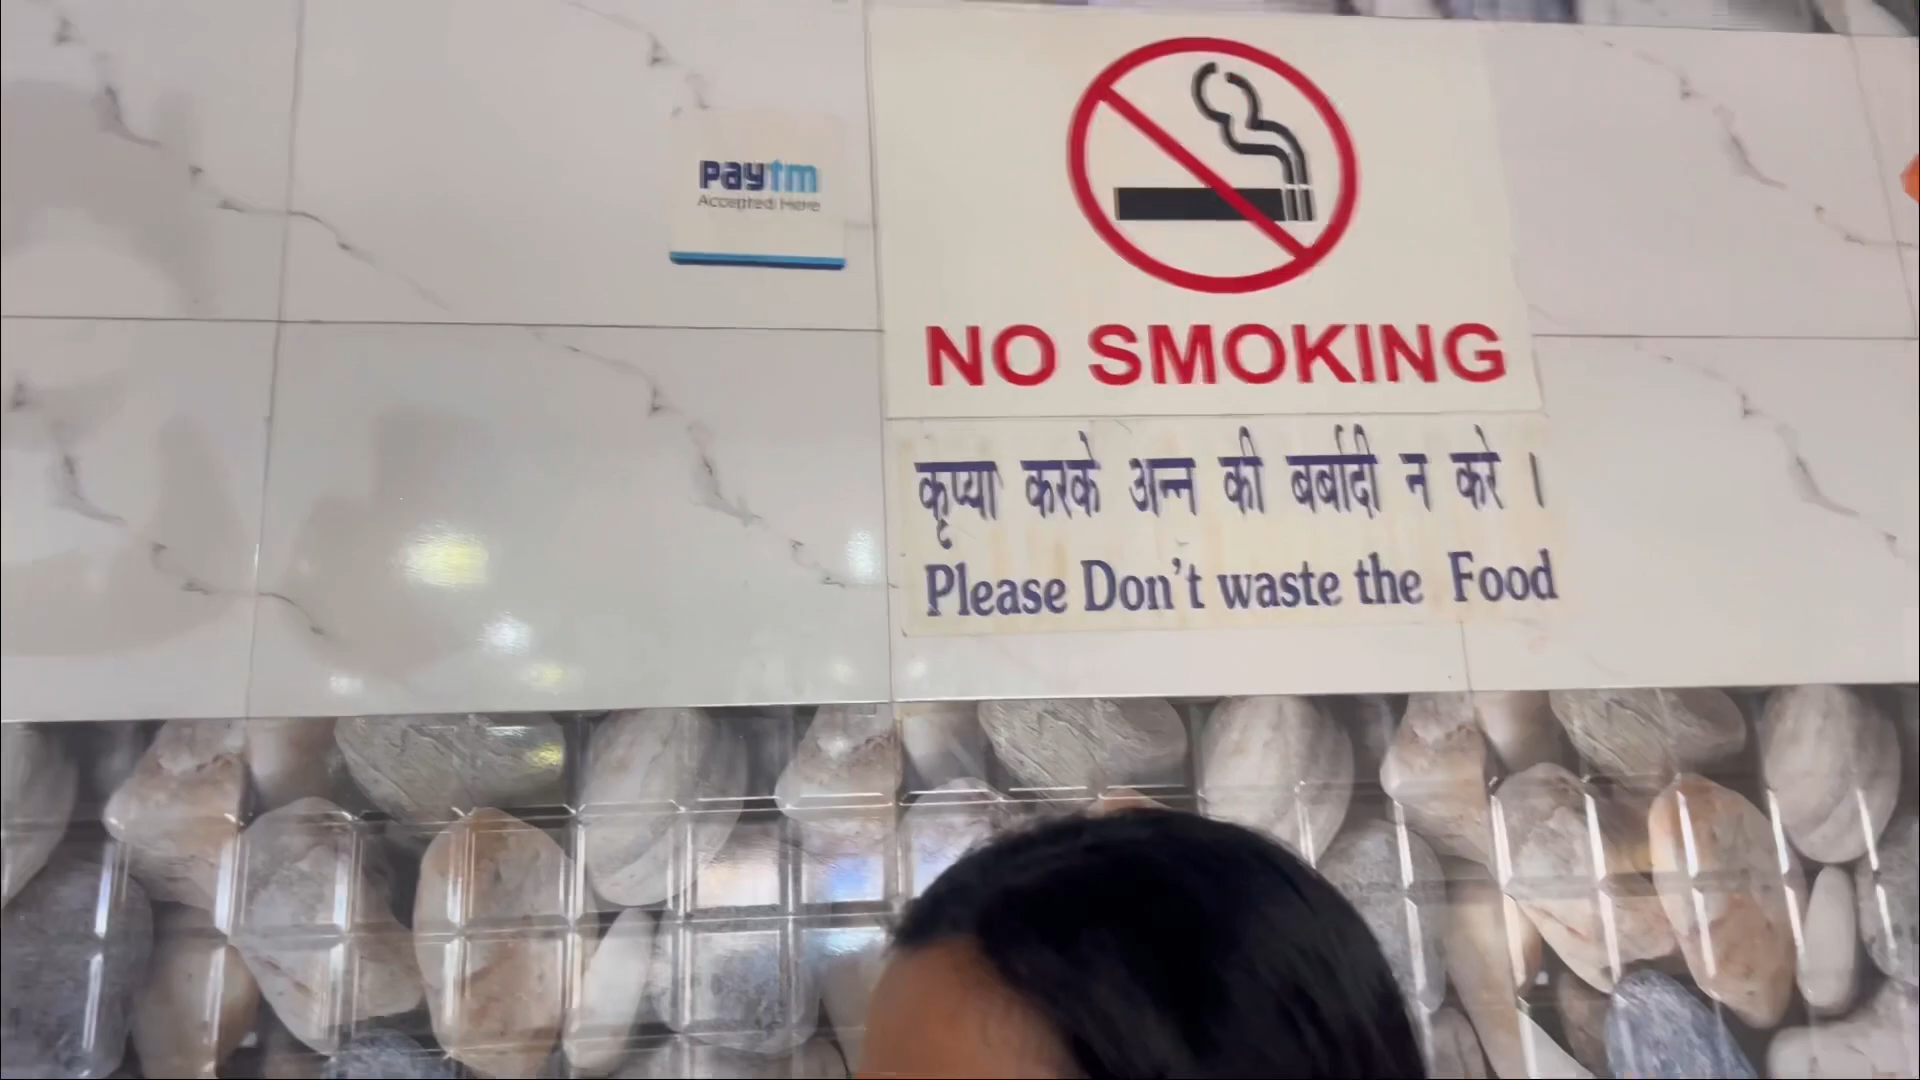 paytm
Accepted Here
NO SMOKING
कृप्या करके अन्न की बर्बादी न करे ।
Please Don't waste the Food